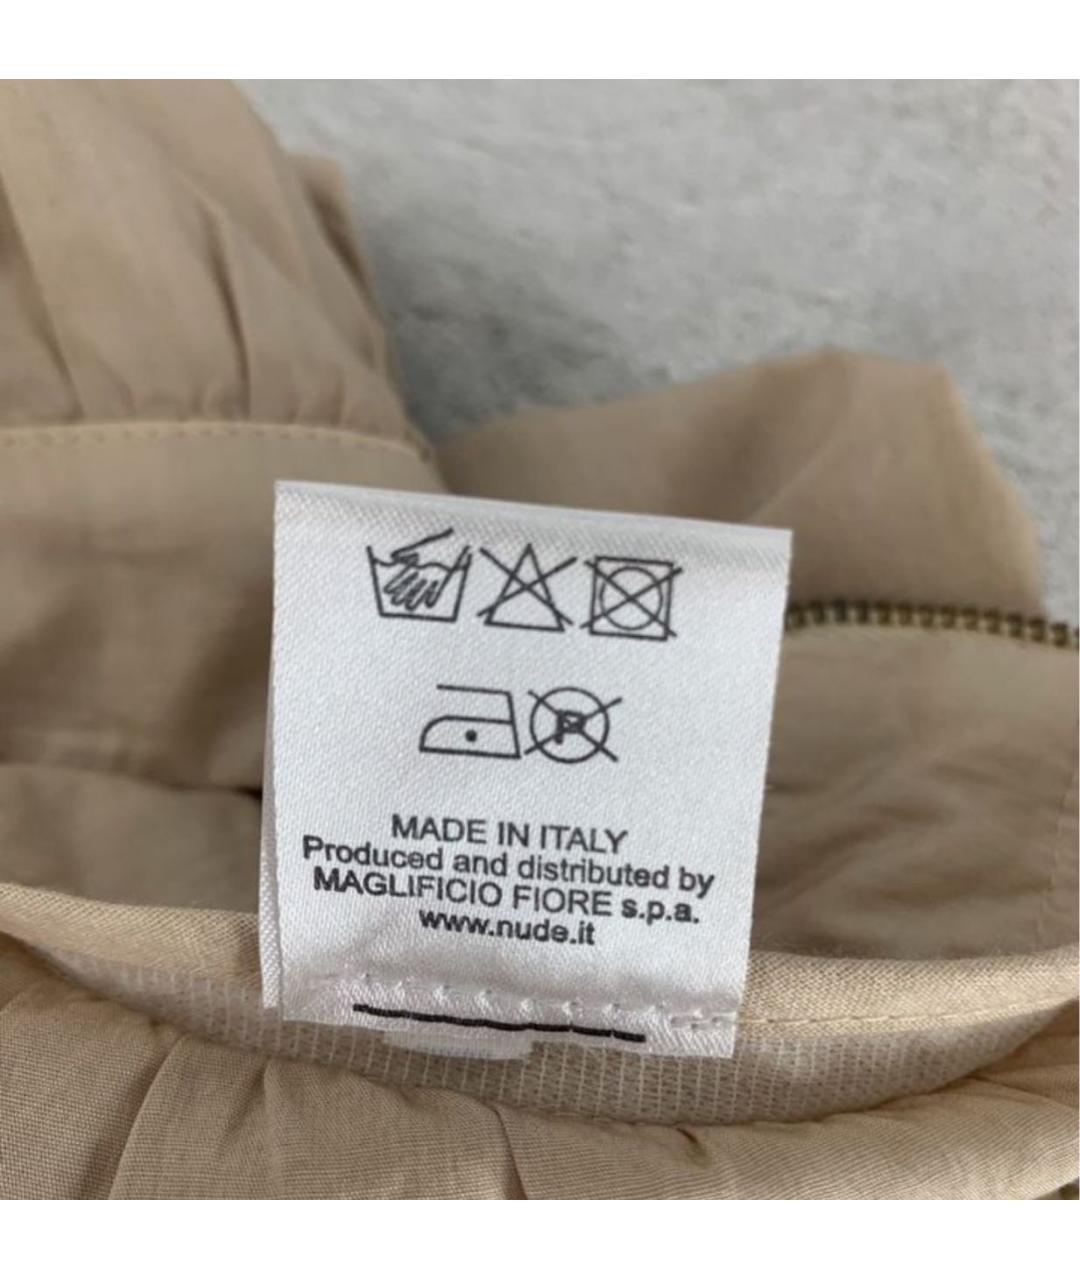 P
MADE IN ITALY
Produced and distributed by
MAGLIFICIO FIORE s.p.a.
www.nude.it